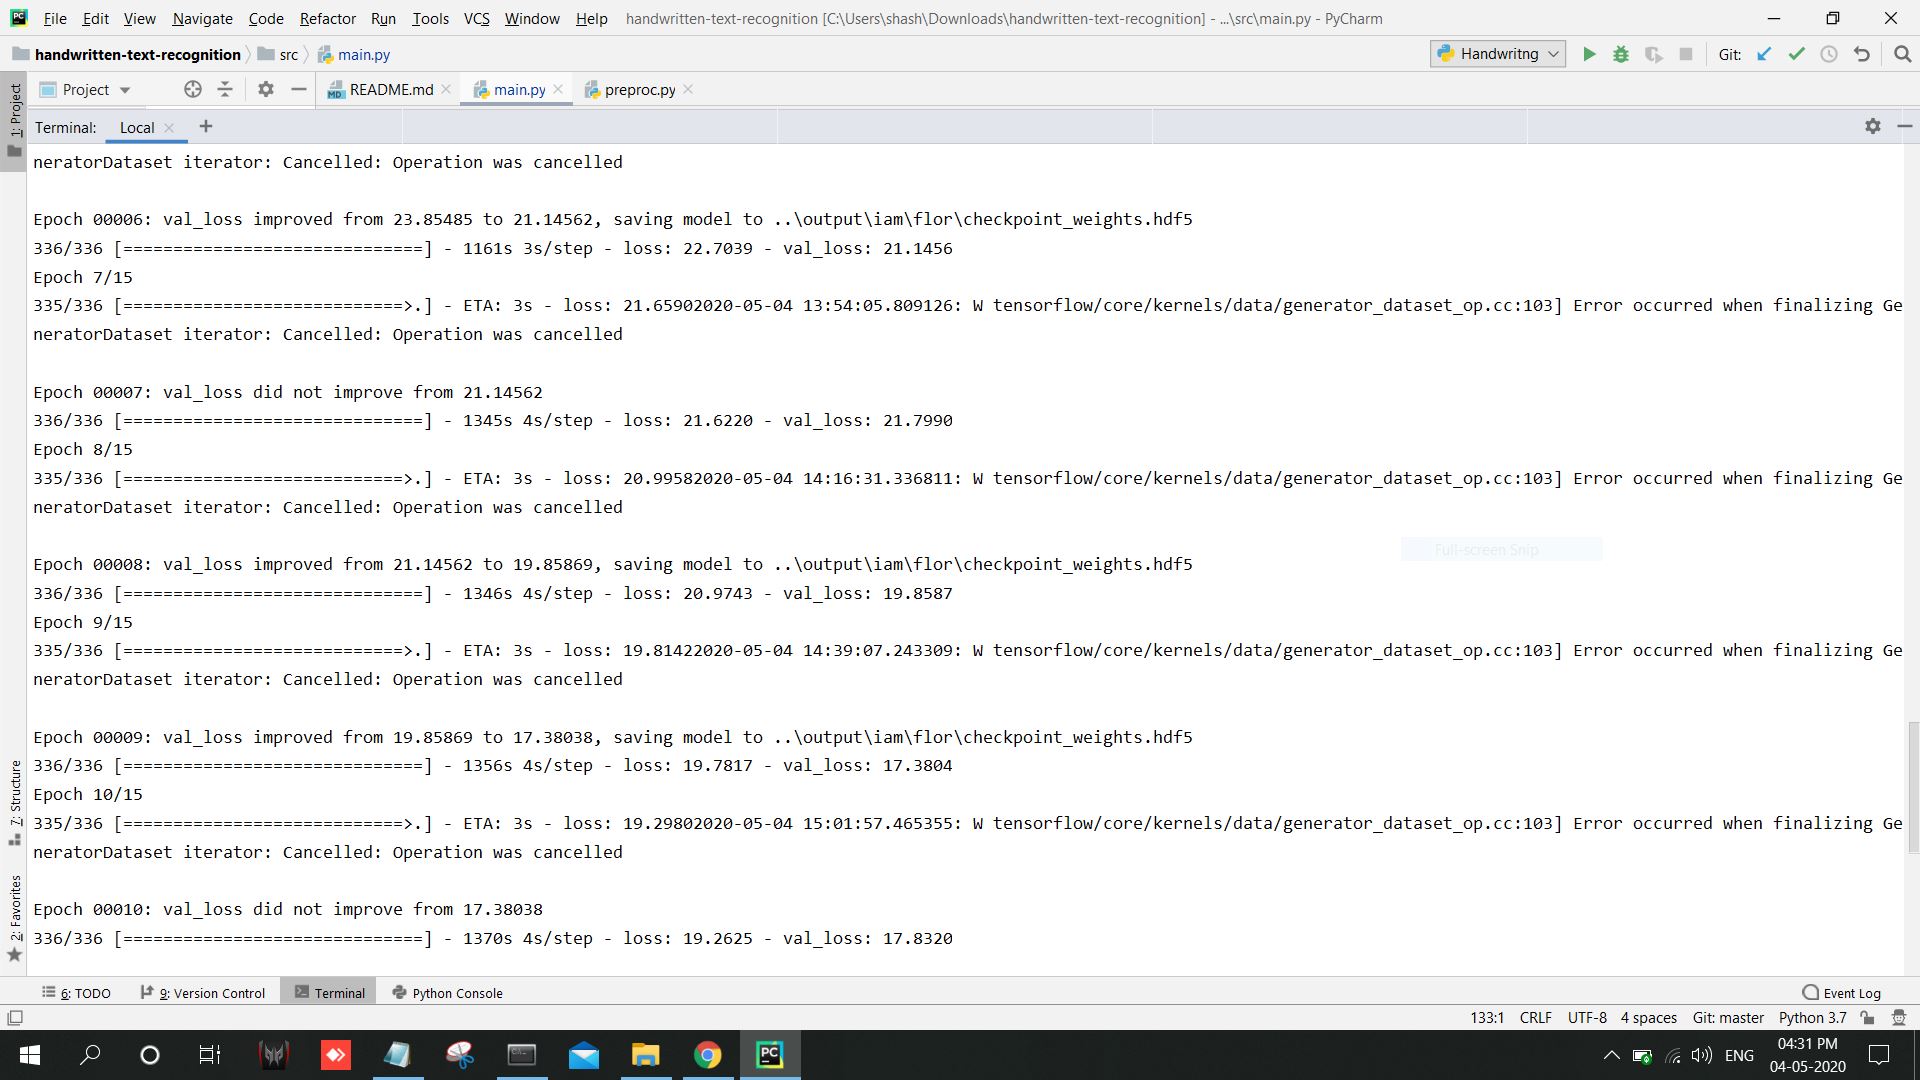 File Edit View Navigate Code Refactor Run Tools VCS Window Help handwritten-text-recognition [C:\Users\shash\Downloads\handwritten-text-recognition] - ...\src\main.py - PyCharm
handwritten-text-recognition src main.py Handwritng Git:
1: Project Project README.md main.py preproc.py
Terminal: Local +
neratorDataset iterator: Cancelled: Operation was cancelled
Epoch 00006: val_loss improved from 23.85485 to 21.14562, saving model to ..\output\iam\flor\checkpoint_weights.hdf5
336/336 [==============================] - 1161s 3s/step - loss: 22.7039 - val_loss: 21.1456
Epoch 7/15
335/336 [============================>.] - ETA: 3s - loss: 21.65902020-05-04 13:54:05.809126: W tensorflow/core/kernels/data/generator_dataset_op.cc:103] Error occurred when finalizing Ge
neratorDataset iterator: Cancelled: Operation was cancelled
Epoch 00007: val_loss did not improve from 21.14562
336/336 [==============================] - 1345s 4s/step - loss: 21.6220 - val_loss: 21.7990
Epoch 8/15
335/336 [============================>.] - ETA: 3s - loss: 20.99582020-05-04 14:16:31.336811: W tensorflow/core/kernels/data/generator_dataset_op.cc:103] Error occurred when finalizing Ge
neratorDataset iterator: Cancelled: Operation was cancelled
Full-screen Snip
Epoch 00008: val_loss improved from 21.14562 to 19.85869, saving model to ..\output\iam\flor\checkpoint_weights.hdf5
336/336 [==============================] - 1346s 4s/step - loss: 20.9743 - val_loss: 19.8587
Epoch 9/15
335/336 [============================>.] - ETA: 3s - loss: 19.81422020-05-04 14:39:07.243309: W tensorflow/core/kernels/data/generator_dataset_op.cc:103] Error occurred when finalizing Ge
neratorDataset iterator: Cancelled: Operation was cancelled
Epoch 00009: val_loss improved from 19.85869 to 17.38038, saving model to ..\output\iam\flor\checkpoint_weights.hdf5
336/336 [==============================] - 1356s 4s/step - loss: 19.7817 - val_loss: 17.3804
Epoch 10/15
335/336 [============================>.] - ETA: 3s - loss: 19.29802020-05-04 15:01:57.465355: W tensorflow/core/kernels/data/generator_dataset_op.cc:103] Error occurred when finalizing Ge
neratorDataset iterator: Cancelled: Operation was cancelled
Epoch 00010: val_loss did not improve from 17.38038
336/336 [==============================] - 1370s 4s/step - loss: 19.2625 - val_loss: 17.8320
7: Structure
2: Favorites
6: TODO 9: Version Control Terminal Python Console Event Log
133:1 CRLF UTF-8 4 spaces Git: master Python 3.7
ENG 04:31 PM
04-05-2020